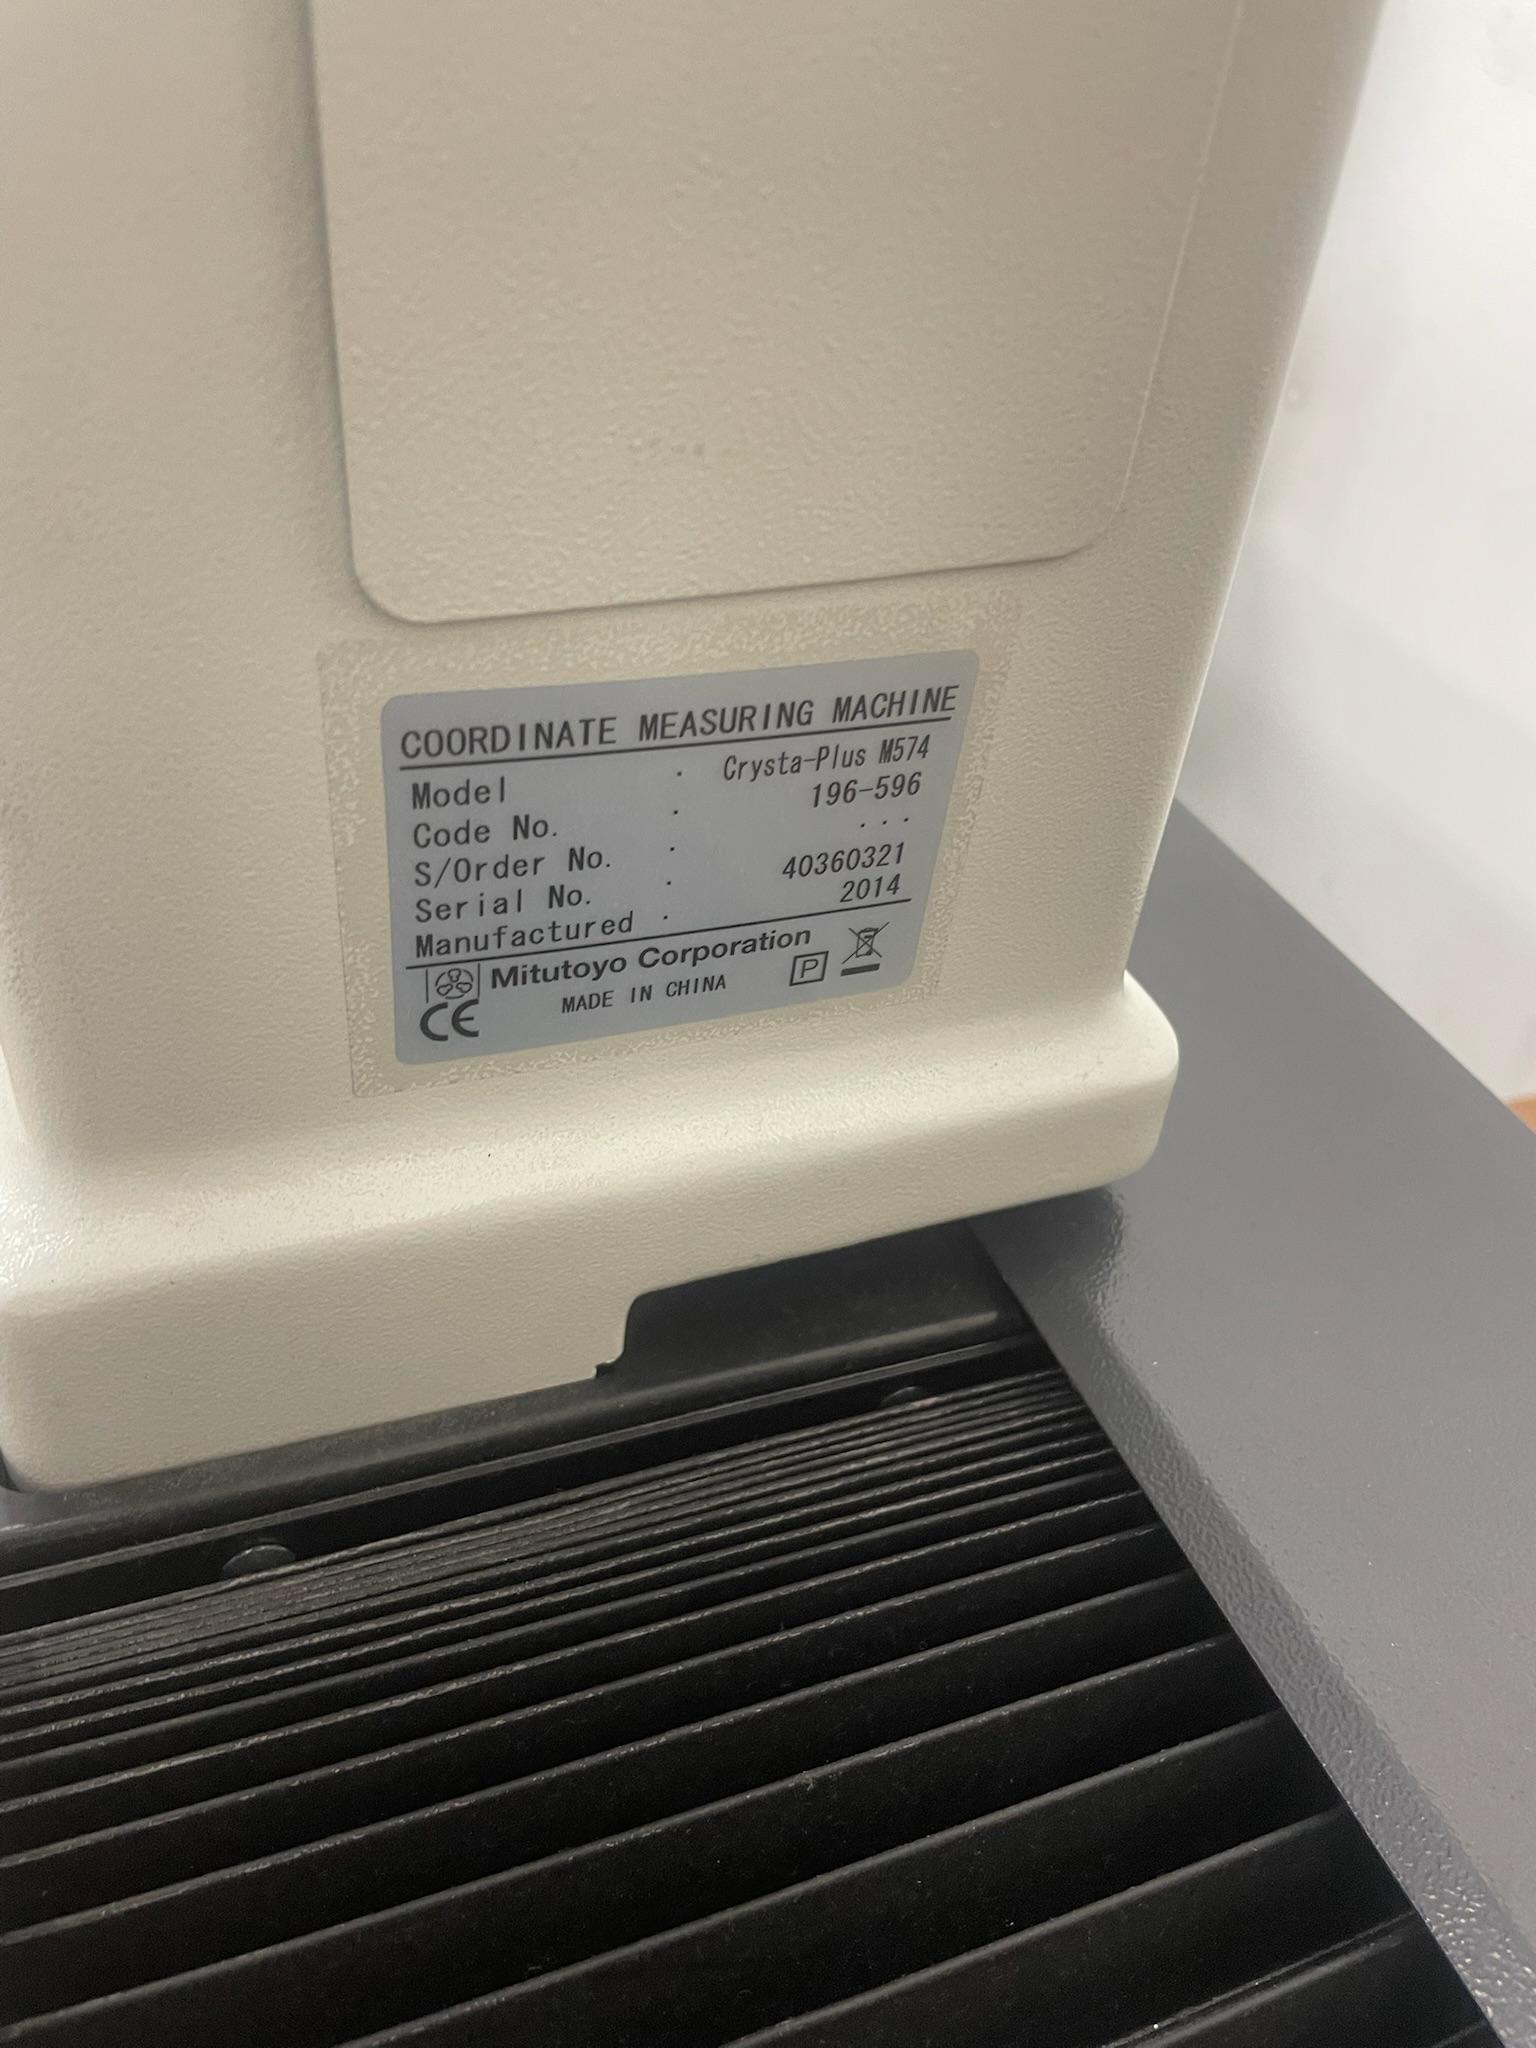 COORDINATE MEASURING MACHINE
Model : Crysta-Plus M574
Code No. : 196-596
S/Order No. : ...
Serial No. : 40360321
Manufactured : 2014
Mitutoyo Corporation
CE MADE IN CHINA P